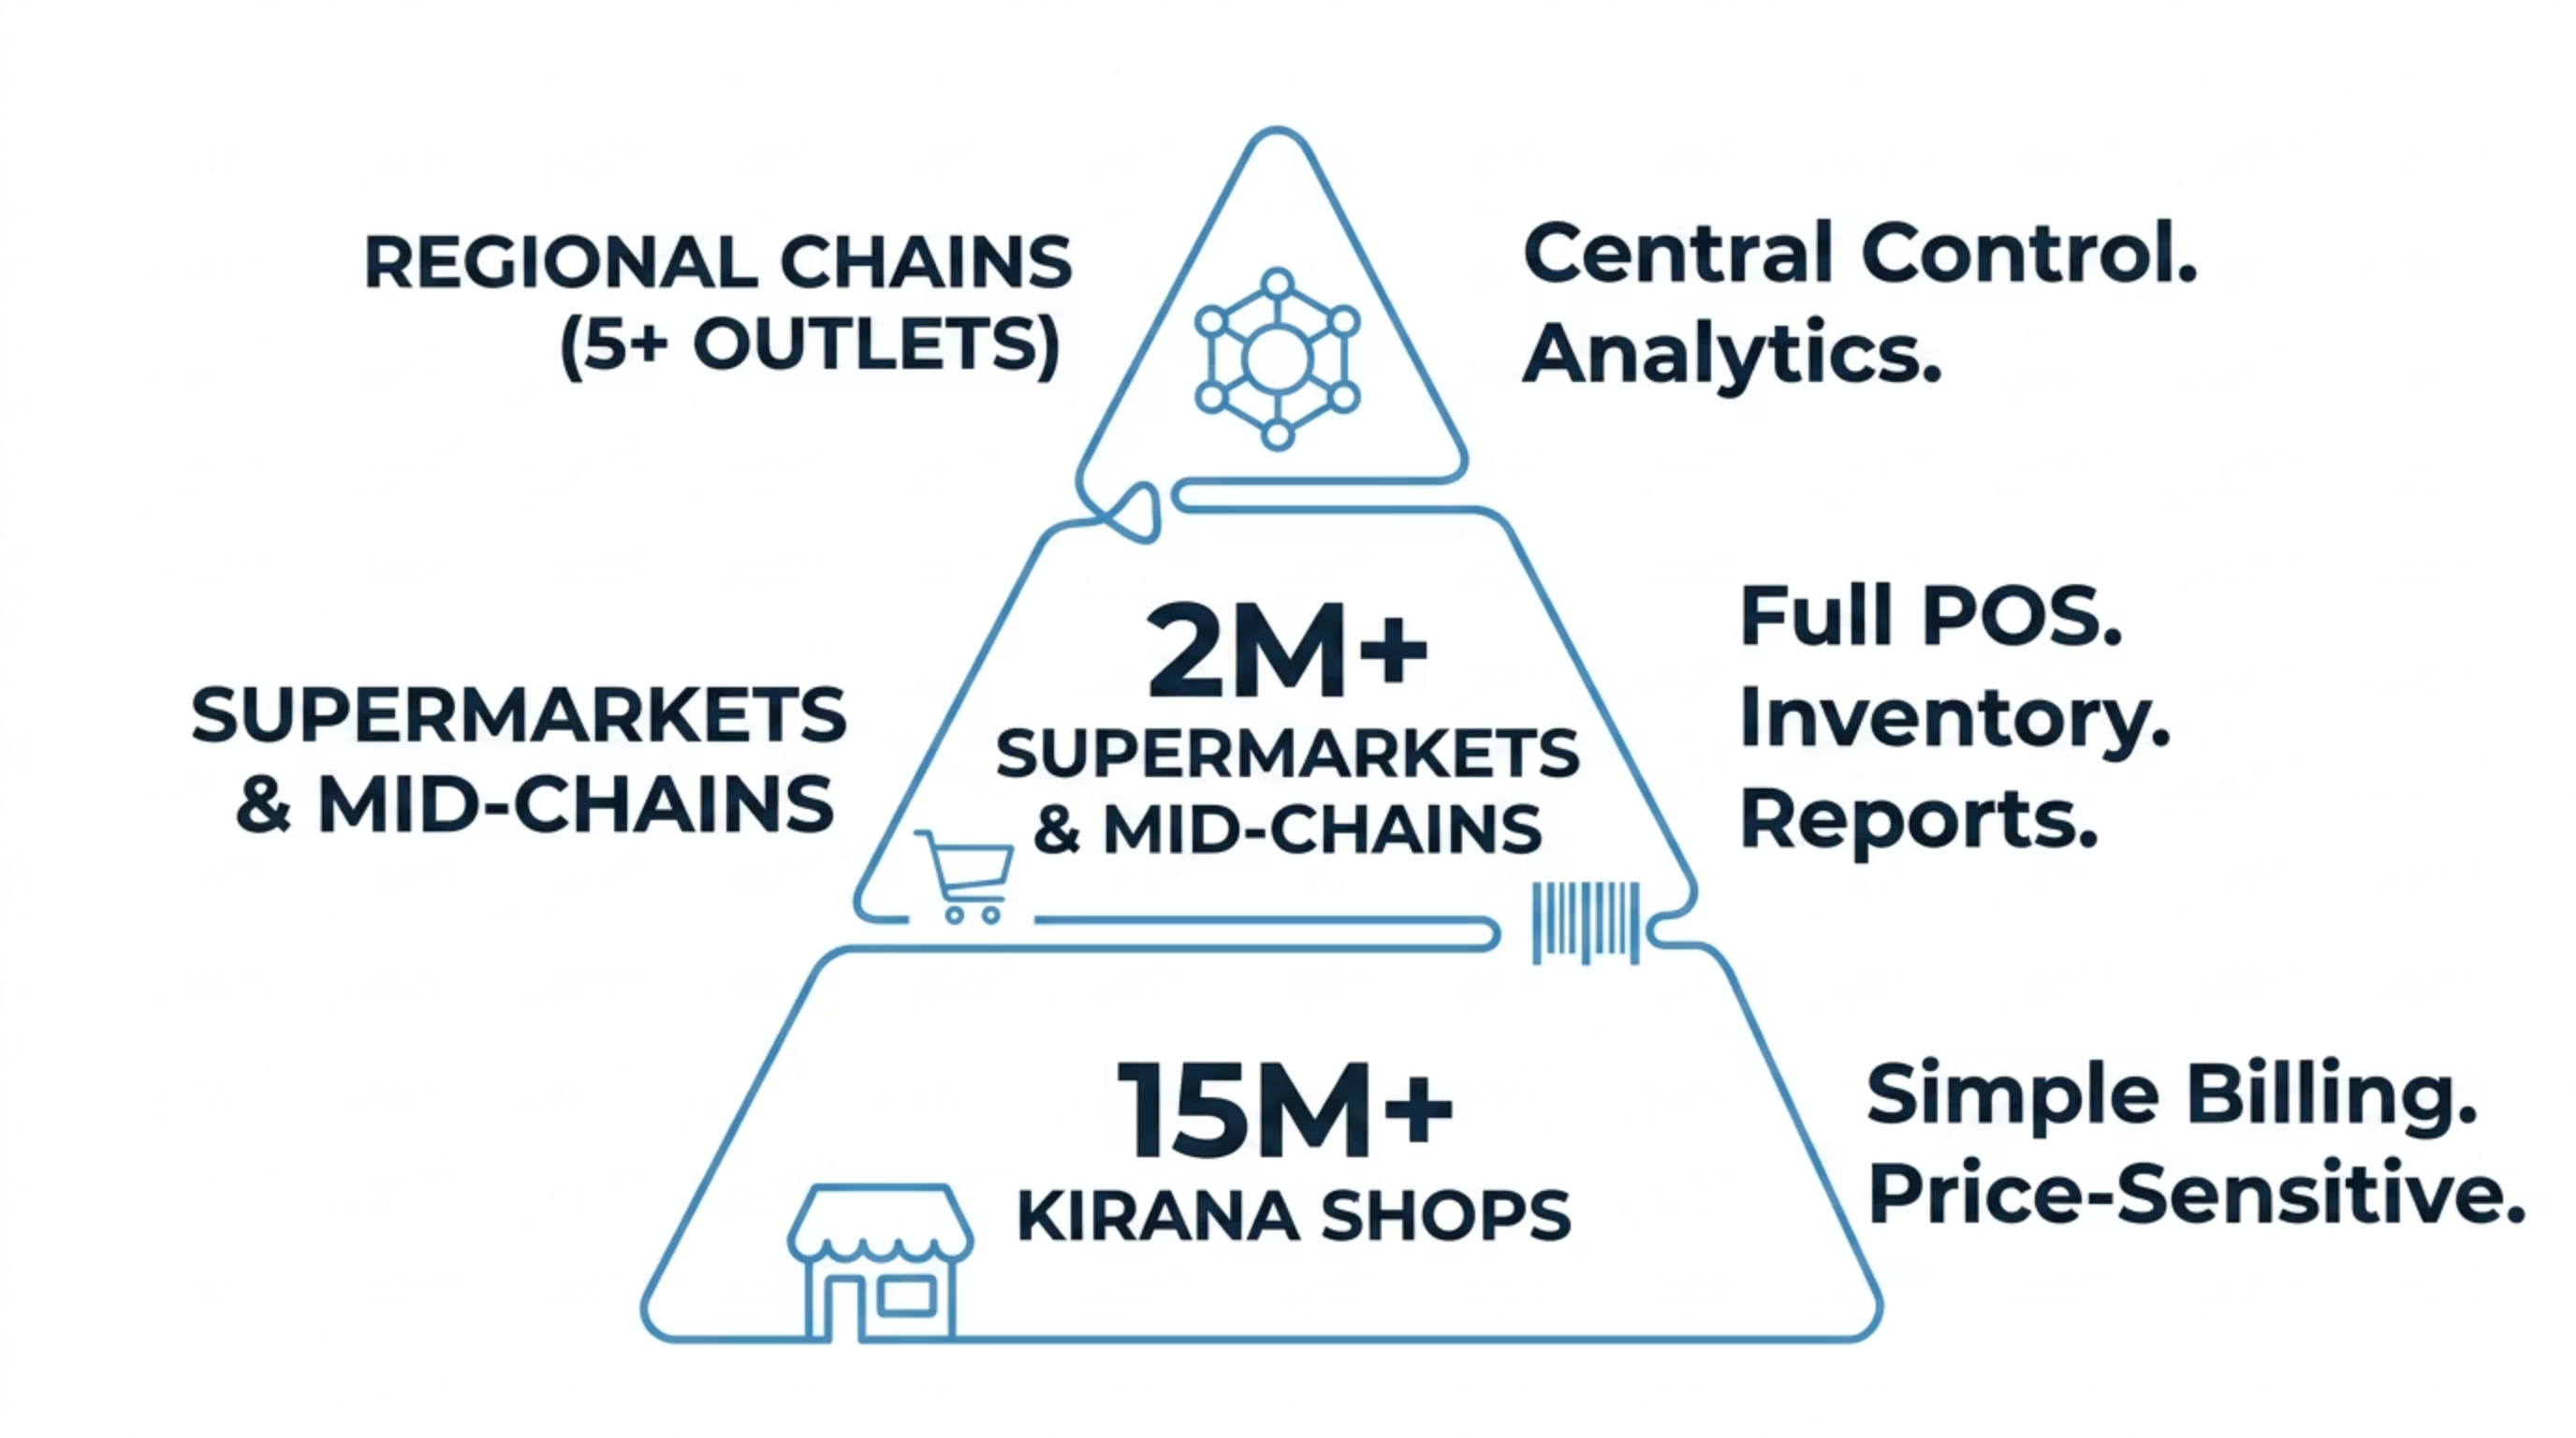 REGIONAL CHAINS
(5+ OUTLETS)
Central Control.
Analytics.
SUPERMARKETS
& MID-CHAINS
2M+
SUPERMARKETS
& MID-CHAINS
Full POS.
Inventory.
Reports.
15M+
KIRANA SHOPS
Simple Billing.
Price-Sensitive.